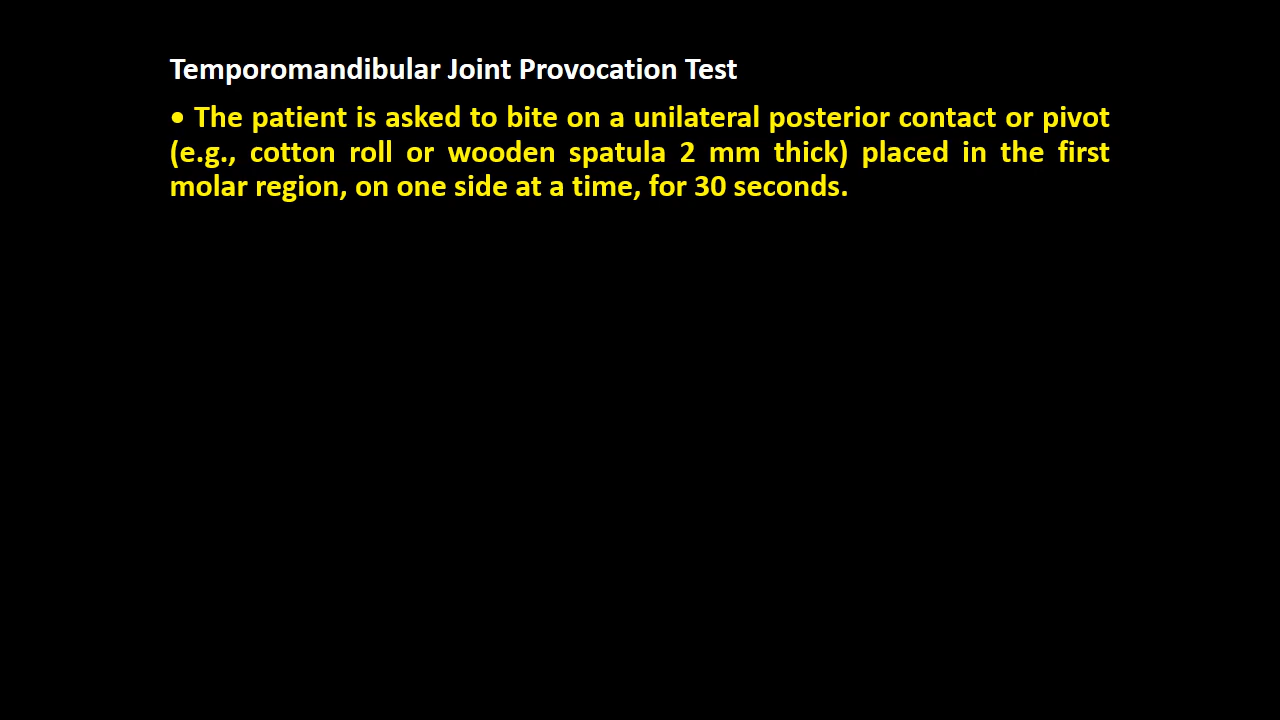 Temporomandibular Joint Provocation Test
• The patient is asked to bite on a unilateral posterior contact or pivot
(e.g., cotton roll or wooden spatula 2 mm thick) placed in the first
molar region, on one side at a time, for 30 seconds.